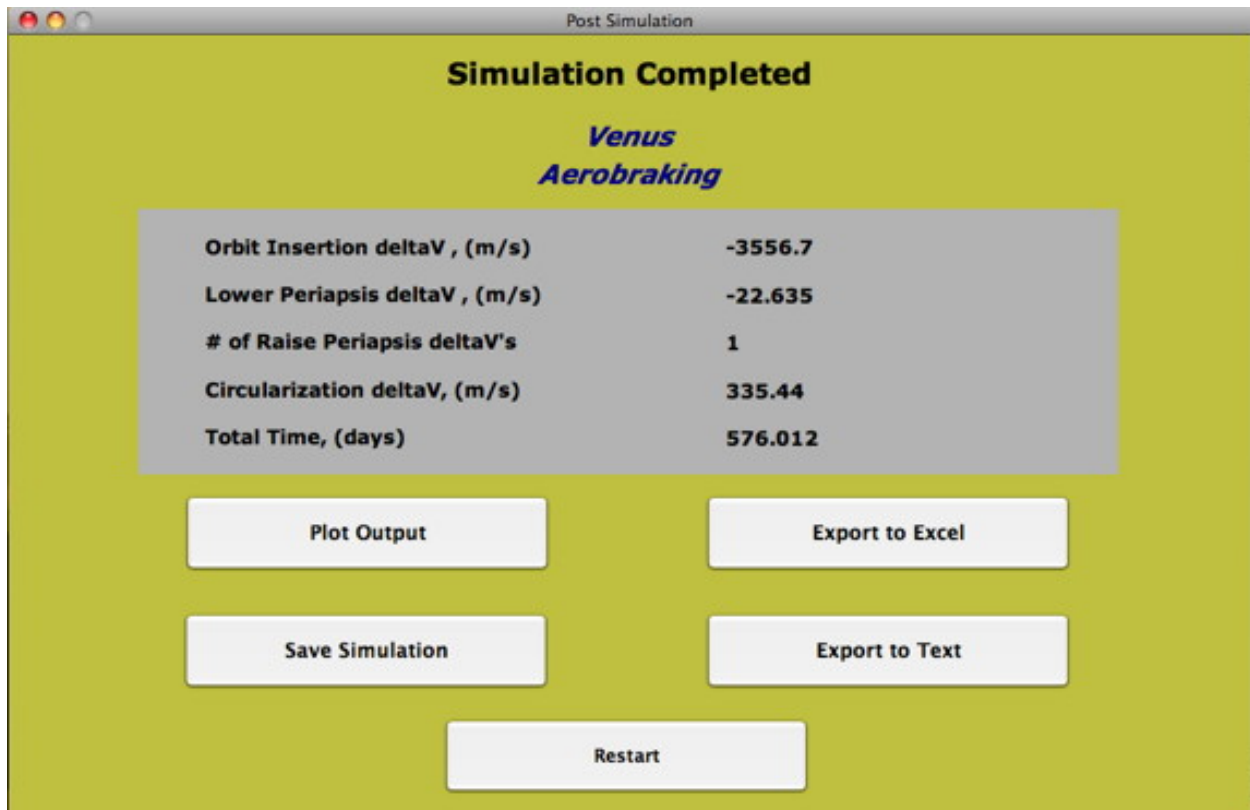 Post Simulation
Simulation Completed
Venus
Aerobraking
Orbit Insertion deltaV , (m/s) -3556.7
Lower Periapsis deltaV , (m/s) -22.635
# of Raise Periapsis deltaV's 1
Circularization deltaV, (m/s) 335.44
Total Time, (days) 576.012
Plot Output Export to Excel
Save Simulation Export to Text
Restart